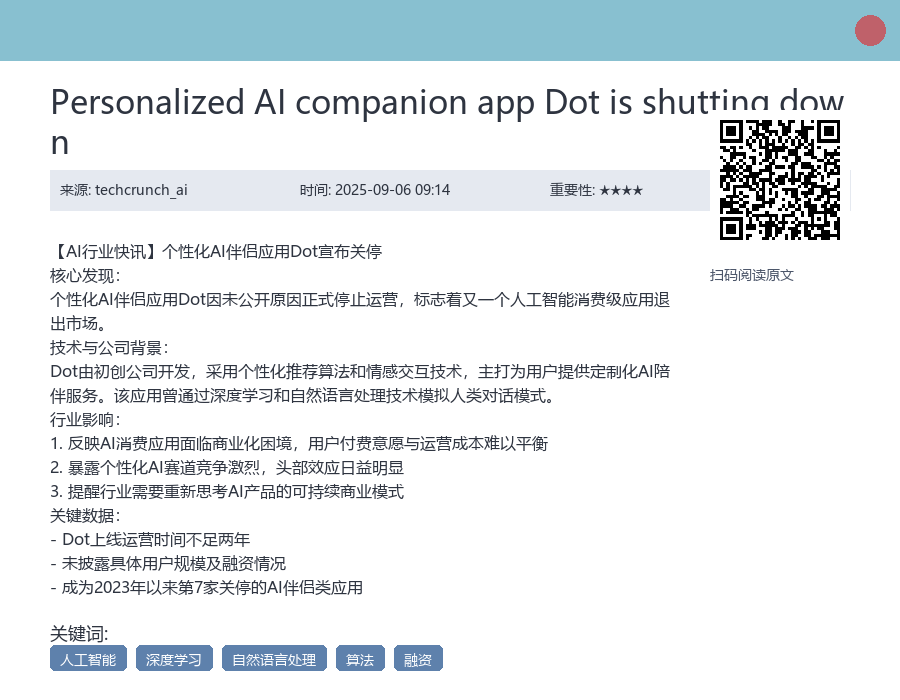 Personalized AI companion app Dot is shutting dow
n
来源: techcrunch_ai
时间: 2025-09-06 09:14
重要性: ★★★★
扫码阅读原文
【AI行业快讯】个性化AI伴侣应用Dot宣布关停
核心发现：
个性化AI伴侣应用Dot因未公开原因正式停止运营，标志着又一个人工智能消费级应用退
出市场。
技术与公司背景：
Dot由初创公司开发，采用个性化推荐算法和情感交互技术，主打为用户提供定制化AI陪
伴服务。该应用曾通过深度学习和自然语言处理技术模拟人类对话模式。
行业影响：
1. 反映AI消费应用面临商业化困境，用户付费意愿与运营成本难以平衡
2. 暴露个性化AI赛道竞争激烈，头部效应日益明显
3. 提醒行业需要重新思考AI产品的可持续商业模式
关键数据：
- Dot上线运营时间不足两年
- 未披露具体用户规模及融资情况
- 成为2023年以来第7家关停的AI伴侣类应用
关键词:
人工智能
深度学习
自然语言处理
算法
融资